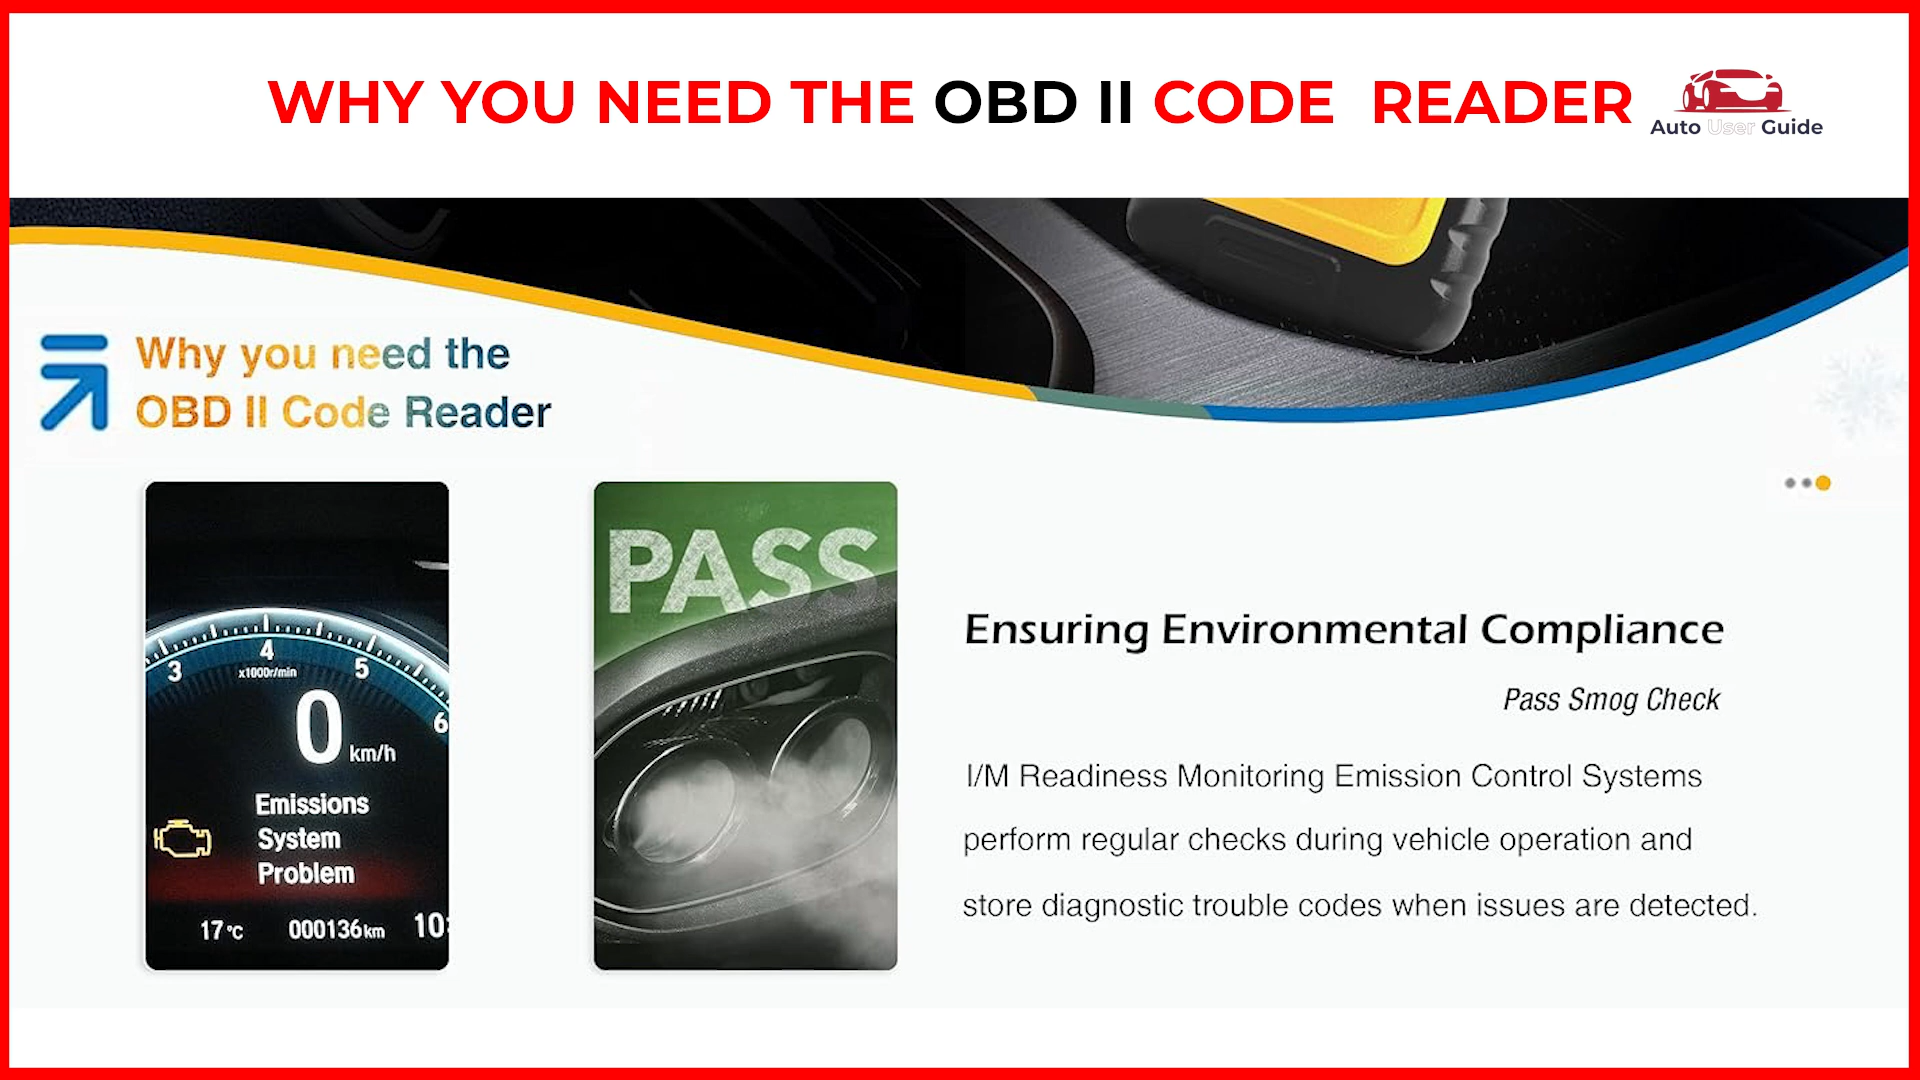 WHY YOU NEED THE OBD II CODE READER
Auto User Guide
Why you need the
OBD II Code Reader
3
4
5
6
x1000r/min
0 km/h
Emissions
System
Problem
17°C 000136km 10:
PASS
Ensuring Environmental Compliance
Pass Smog Check
I/M Readiness Monitoring Emission Control Systems
perform regular checks during vehicle operation and
store diagnostic trouble codes when issues are detected.